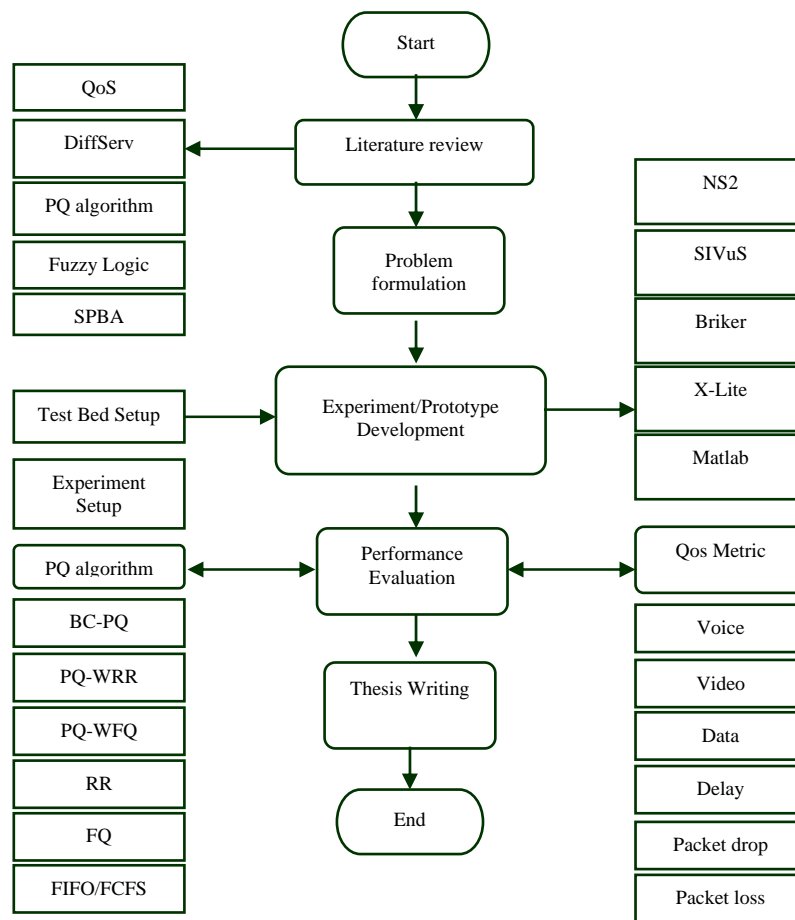 Start
QoS
DiffServ
PQ algorithm
Fuzzy Logic
SPBA
Literature review
Problem
formulation
NS2
SIVuS
Briker
X-Lite
Matlab
Test Bed Setup
Experiment
Setup
Experiment/Prototype
Development
PQ algorithm
BC-PQ
PQ-WRR
PQ-WFQ
RR
FQ
FIFO/FCFS
Performance
Evaluation
Qos Metric
Voice
Video
Data
Delay
Packet drop
Packet loss
Thesis Writing
End